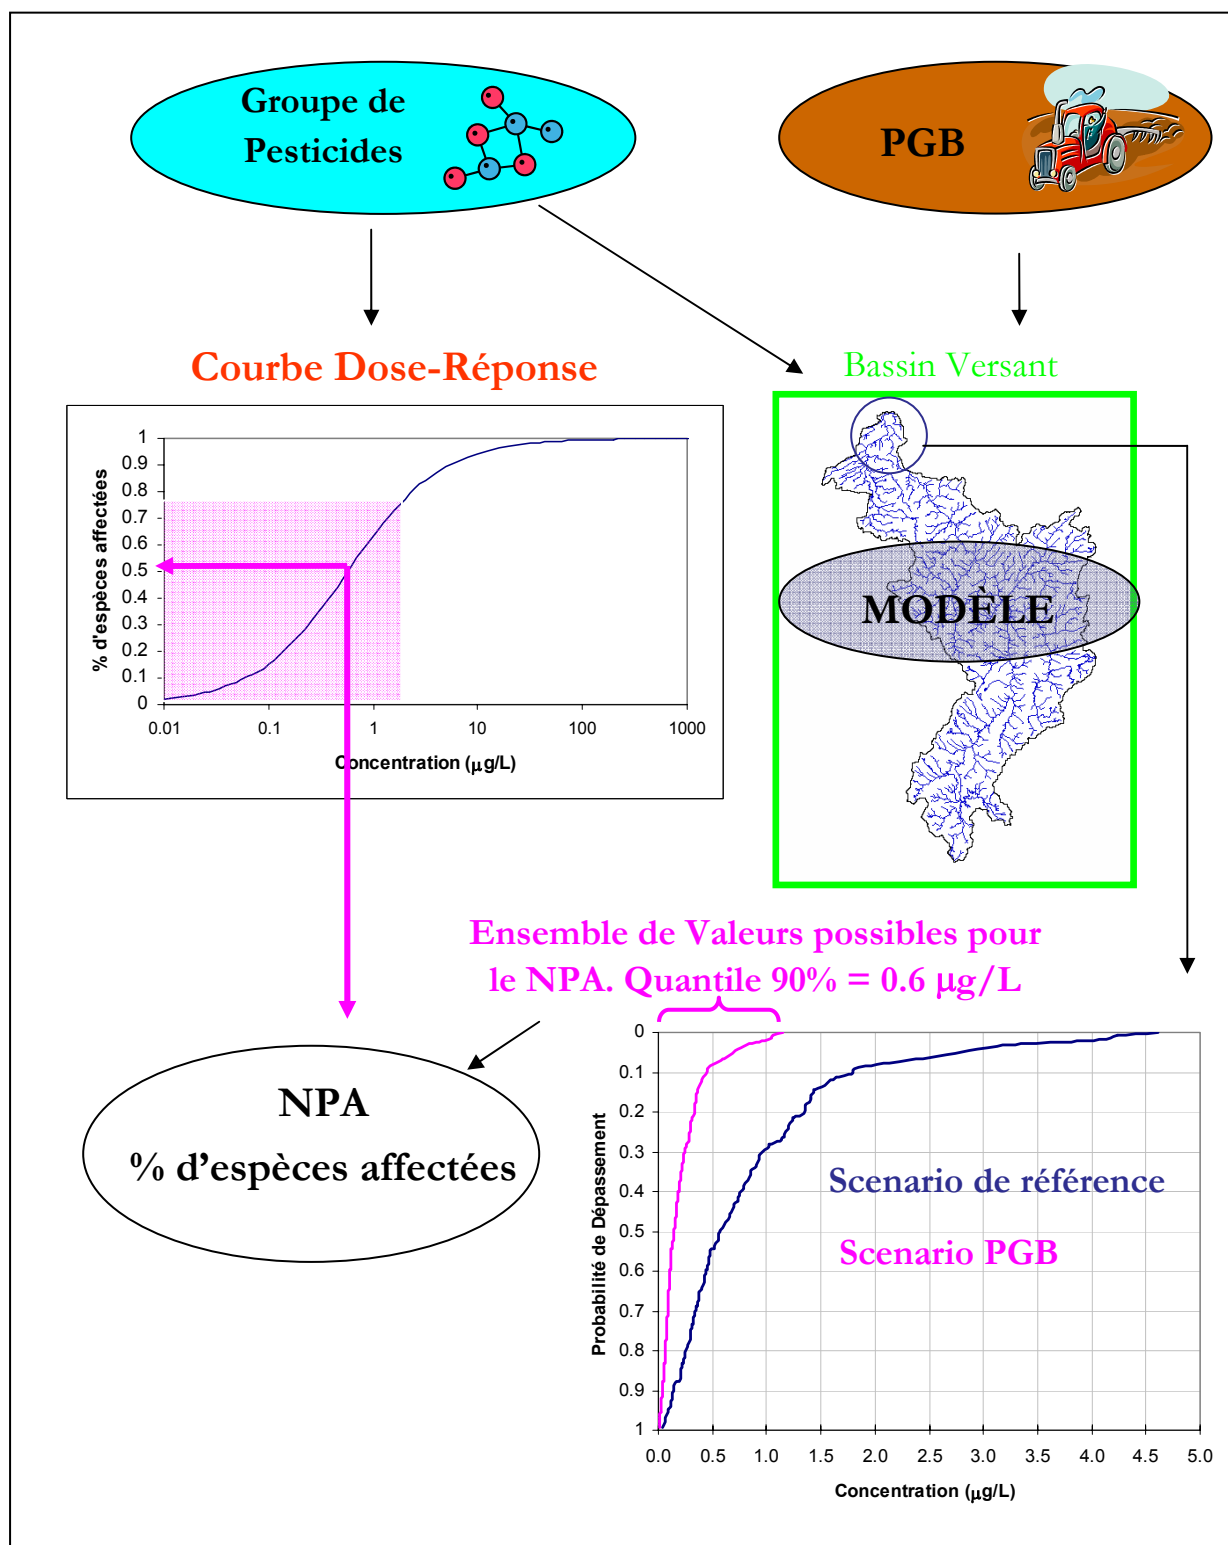 Groupe de
Pesticides
PGB
Courbe Dose-Réponse
Bassin Versant
% d'espèces affectées
1
0.9
0.8
0.7
0.6
0.5
0.4
0.3
0.2
0.1
0
0.01 0.1 1 10 100 1000
Concentration (µg/L)
MODÈLE
Ensemble de Valeurs possibles pour
le NPA. Quantile 90% = 0.6 µg/L
NPA
% d'espèces affectées
Probabilité de Dépassement
0
0.1
0.2
0.3
0.4
0.5
0.6
0.7
0.8
0.9
1
Scenario de référence
Scenario PGB
0.0 0.5 1.0 1.5 2.0 2.5 3.0 3.5 4.0 4.5 5.0
Concentration (µg/L)